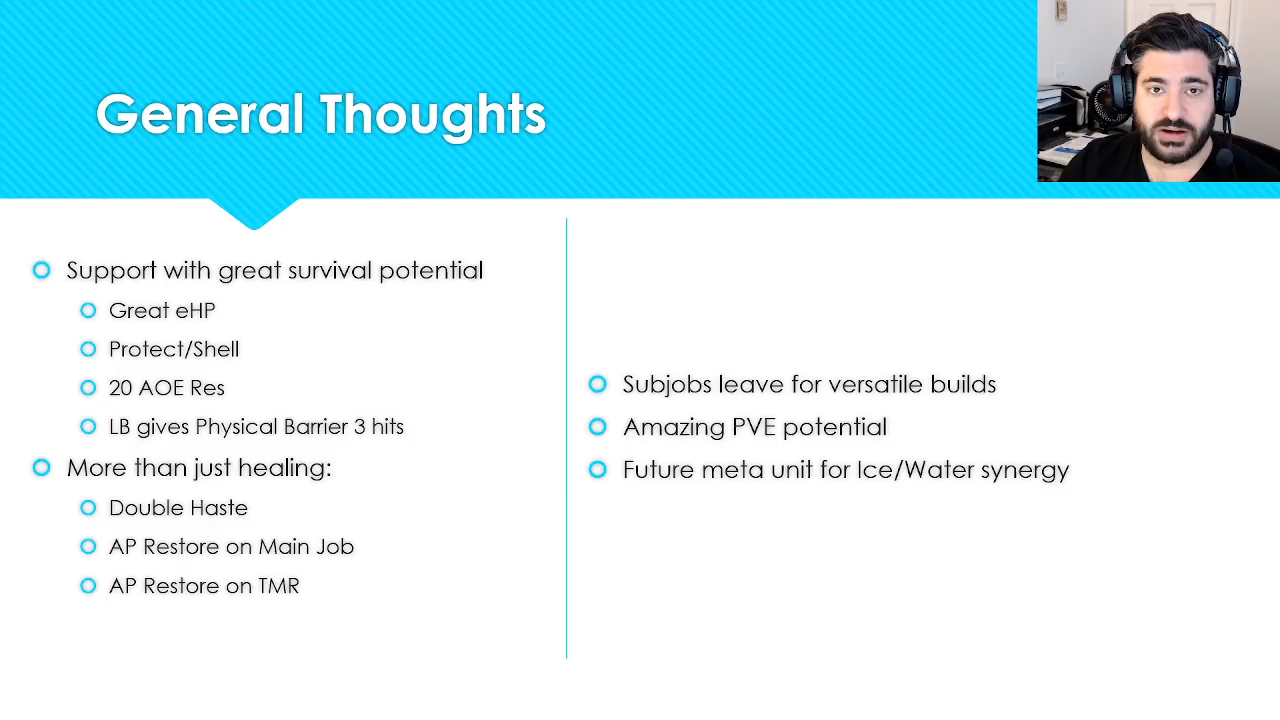 General Thoughts
Support with great survival potential
Great eHP
Protect/Shell
20 AOE Res
LB gives Physical Barrier 3 hits
More than just healing:
Double Haste
AP Restore on Main Job
AP Restore on TMR
Subjobs leave for versatile builds
Amazing PVE potential
Future meta unit for Ice/Water synergy